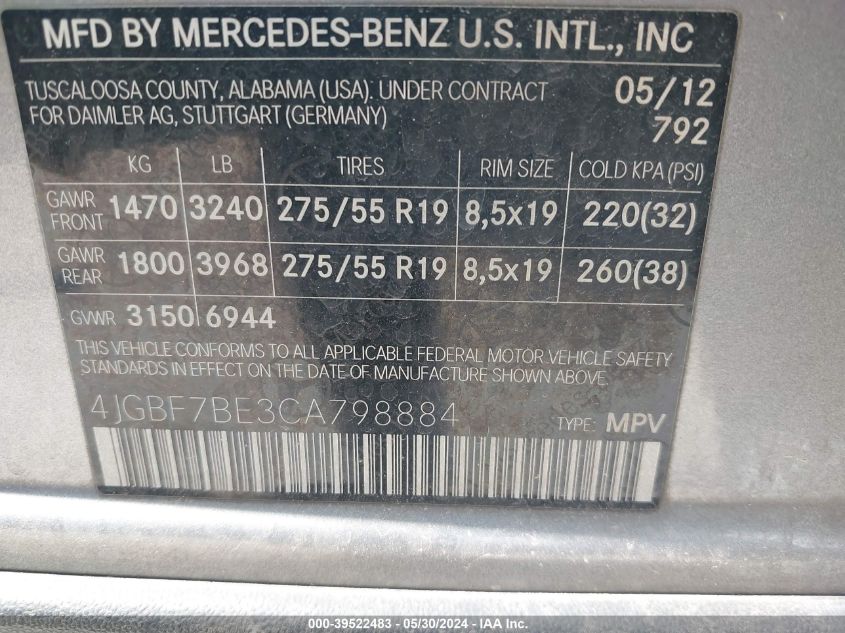 MFD BY MERCEDES-BENZ U.S. INTL., INC
TUSCALOOSA COUNTY, ALABAMA (USA). UNDER CONTRACT
FOR DAIMLER AG, STUTTGART (GERMANY)
05/12
792
KG LB TIRES RIM SIZE COLD KPA (PSI)
GAWR FRONT 1470 3240 275/55 R19 8,5x19 220(32)
GAWR REAR 1800 3968 275/55 R19 8,5x19 260(38)
GVWR 3150 6944
THIS VEHICLE CONFORMS TO ALL APPLICABLE FEDERAL MOTOR VEHICLE SAFETY
STANDARDS IN EFFECT ON THE DATE OF MANUFACTURE SHOWN ABOVE.
4JGBF7BE3CA798884 TYPE: MPV
000-39522483 - 05/30/2024 - IAA Inc.